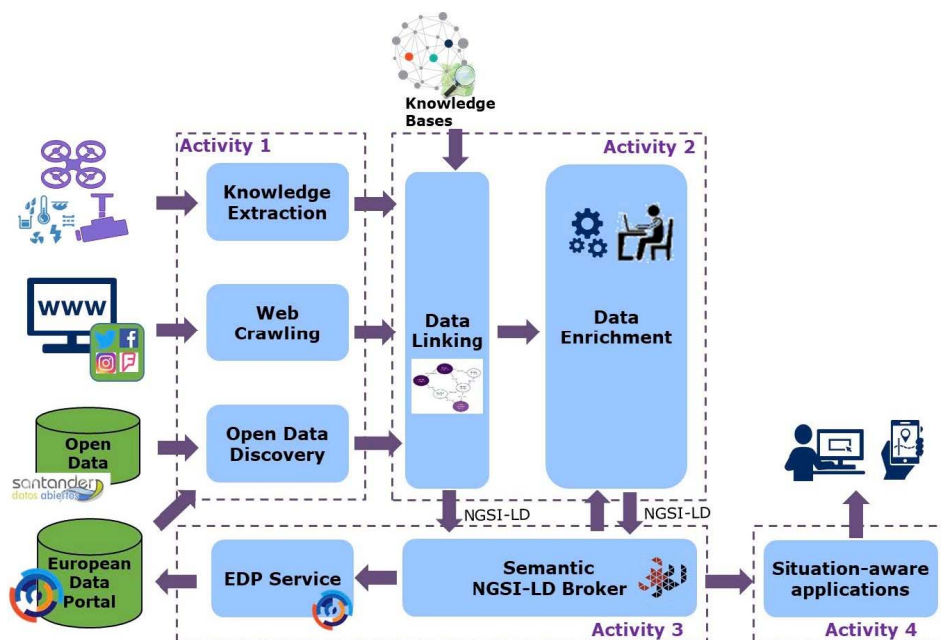 Knowledge
Bases
Activity 1
Activity 2
Knowledge
Extraction
WWW
Web
Crawling
Data
Linking
Data
Enrichment
Open
Data
santander
datos abiertos
Open Data
Discovery
NGSI-LD
NGSI-LD
European
Data
Portal
EDP Service
Semantic
NGSI-LD Broker
Situation-aware
applications
Activity 3
Activity 4